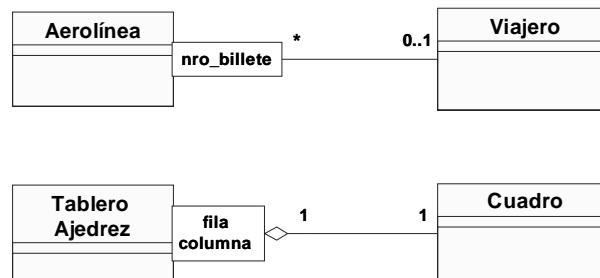 Aerolínea
nro_billete
*
0..1
Viajero
Tablero
Ajedrez
fila
columna
1
1
Cuadro